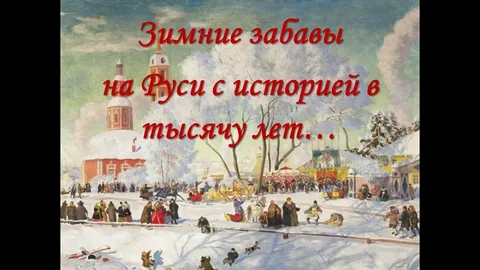 Зимние забавы
на Руси с историей в
тысячу лет...